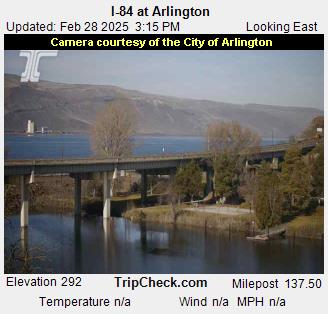 I-84 at Arlington
Updated: Feb 28 2025 3:15 PM Looking East
Camera courtesy of the City of Arlington
Elevation 292 TripCheck.com Milepost 137.50
Temperature n/a Wind n/a MPH n/a